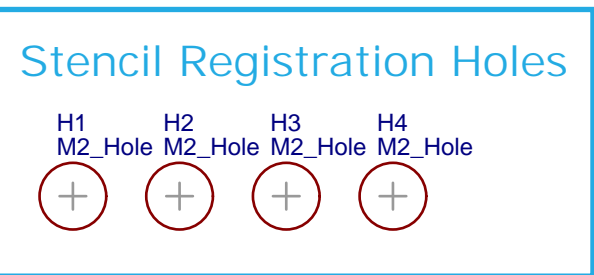 Stencil Registration Holes
H1 H2 H3 H4
M2_Hole M2_Hole M2_Hole M2_Hole